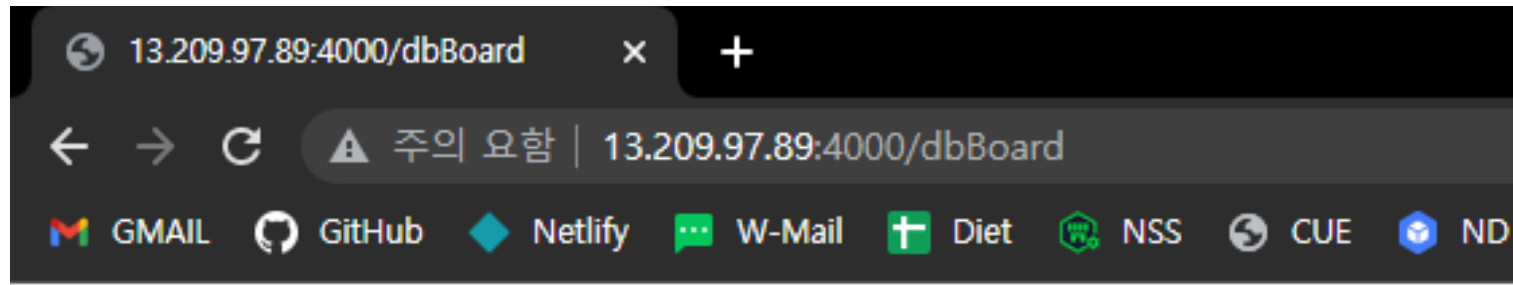 13.209.97.89:4000/dbBoard
주의 요함 13.209.97.89:4000/dbBoard
GMAIL GitHub Netlify W-Mail Diet NSS CUE ND